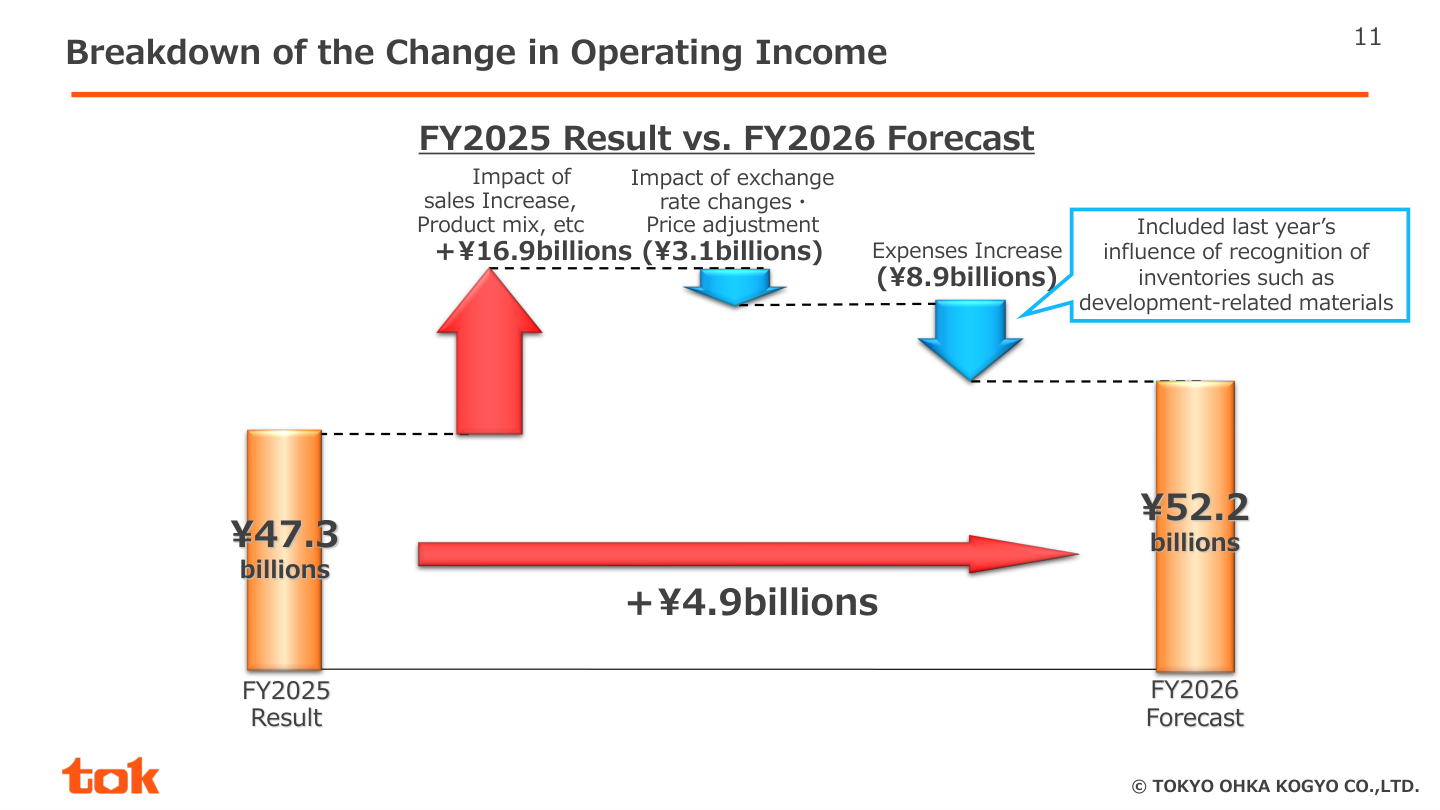 Breakdown of the Change in Operating Income
11
FY2025 Result vs. FY2026 Forecast
Impact of
sales Increase,
Product mix, etc
+¥16.9billions
Impact of exchange
rate changes・
Price adjustment
(¥3.1billions)
Expenses Increase
(¥8.9billions)
Included last year's
influence of recognition of
inventories such as
development-related materials
¥47.3
billions
¥52.2
billions
+¥4.9billions
FY2025
Result
FY2026
Forecast
tok
© TOKYO OHKA KOGYO CO.,LTD.